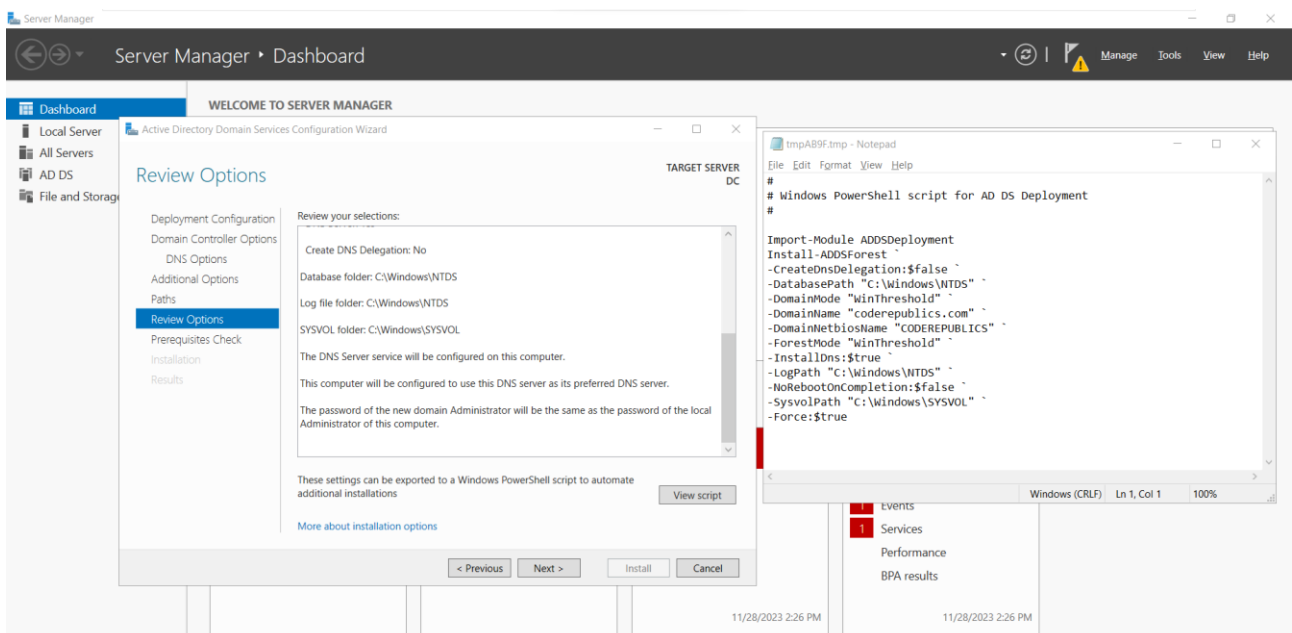 Server Manager
Server Manager • Dashboard
Manage Tools View Help
Dashboard
Local Server
All Servers
AD DS
File and Storage
WELCOME TO SERVER MANAGER
Active Directory Domain Services Configuration Wizard
Review Options
TARGET SERVER
DC
Deployment Configuration
Domain Controller Options
DNS Options
Additional Options
Paths
Review Options
Prerequisites Check
Installation
Results
Review your selections:
Create DNS Delegation: No
Database folder: C:\Windows\NTDS
Log file folder: C:\Windows\NTDS
SYSVOL folder: C:\Windows\SYSVOL
The DNS Server service will be configured on this computer.
This computer will be configured to use this DNS server as its preferred DNS server.
The password of the new domain Administrator will be the same as the password of the local
Administrator of this computer.
These settings can be exported to a Windows PowerShell script to automate
additional installations
View script
More about installation options
< Previous Next > Install Cancel
tmpA89F.tmp - Notepad
File Edit Format View Help
#
# Windows PowerShell script for AD DS Deployment
#
Import-Module ADDSDeployment
Install-ADDSForest `
-CreateDnsDelegation:$false `
-DatabasePath "C:\Windows\NTDS" `
-DomainMode "WinThreshold" `
-DomainName "coderepublics.com" `
-DomainNetbiosName "CODEREPUBLICS" `
-ForestMode "WinThreshold" `
-InstallDns:$true `
-LogPath "C:\Windows\NTDS" `
-NoRebootOnCompletion:$false `
-SysvolPath "C:\Windows\SYSVOL" `
-Force:$true
Windows (CRLF) Ln 1, Col 1 100%
1 Events
1 Services
Performance
BPA results
11/28/2023 2:26 PM
11/28/2023 2:26 PM